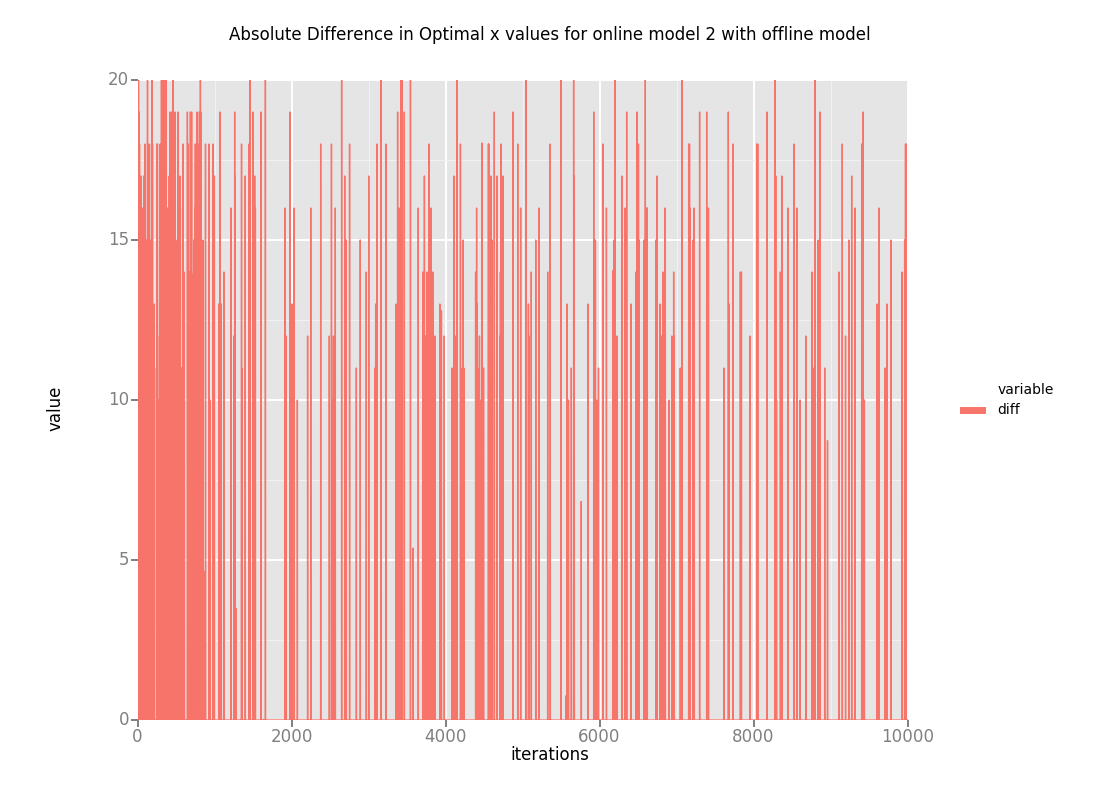 Absolute Difference in Optimal x values for online model 2 with offline model
20
15
10
5
0
value
0 2000 4000 6000 8000 10000
iterations
variable
diff